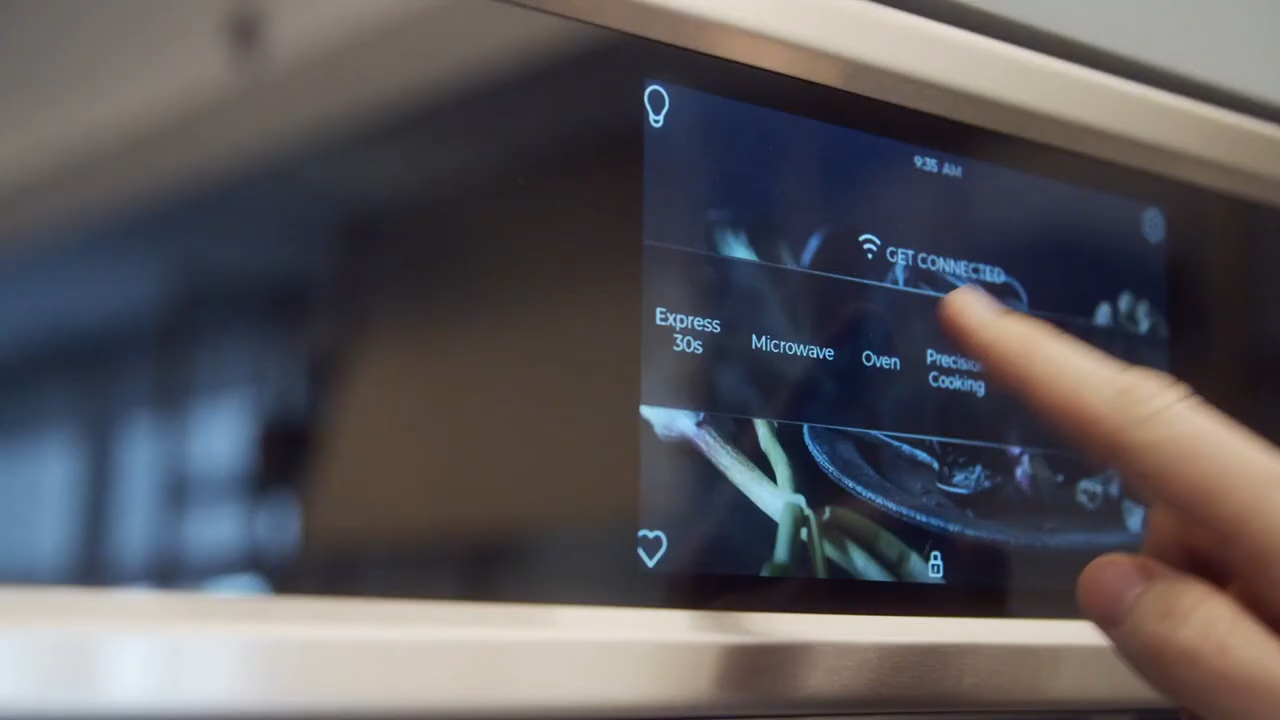 9:35 AM
GET CONNECTED
Express
30s
Microwave
Oven
Cooking